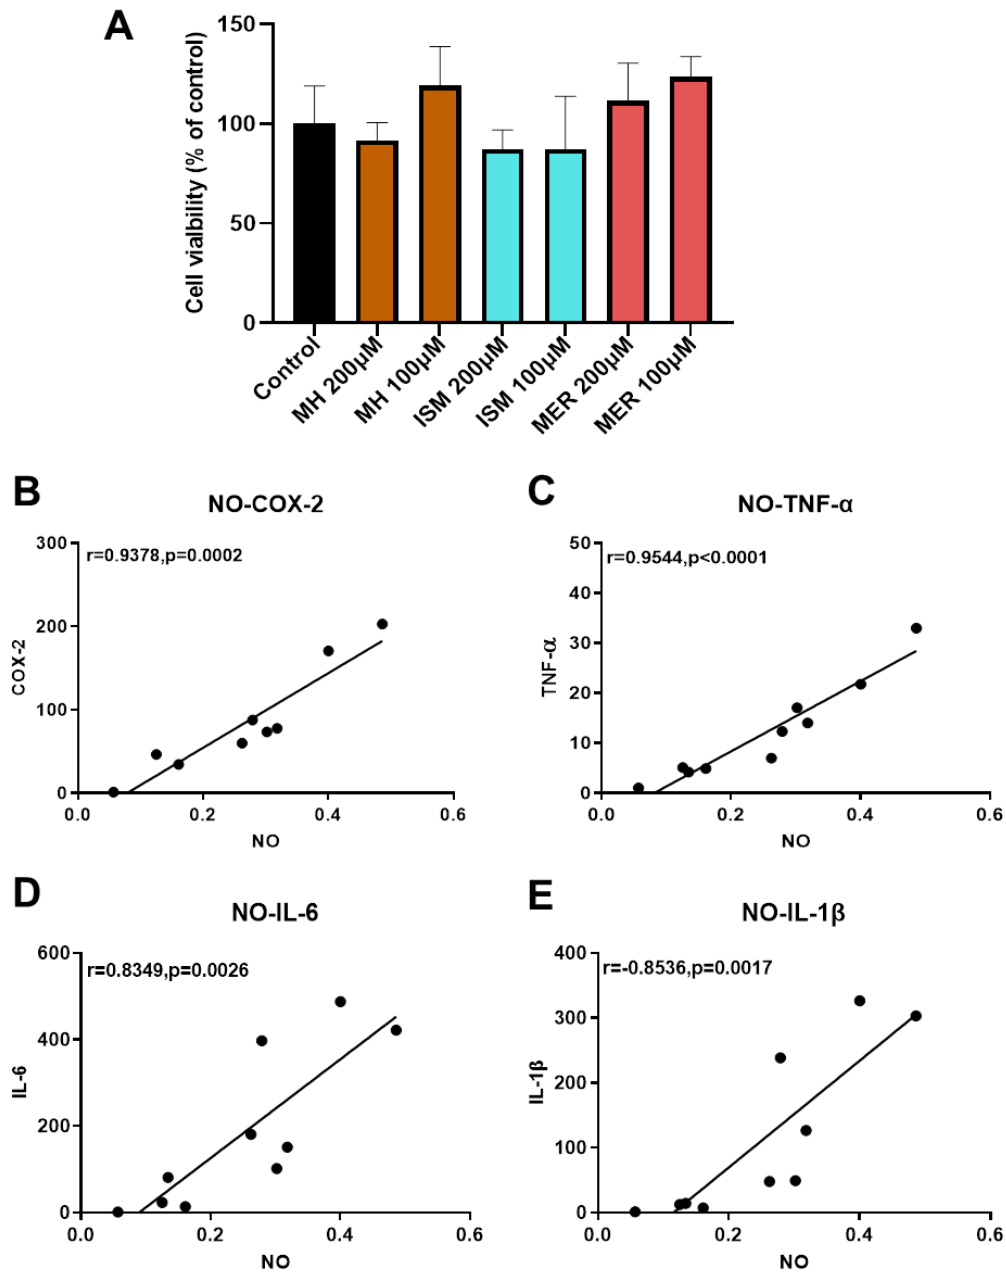 A
Cell vialbility (% of control)
150
100
50
0
Control
MH 200μM
MH 100μM
ISM 200μM
ISM 100μM
MER 200μM
MER 100μM
B
NO-COX-2
r=0.9378,p=0.0002
COX-2
300
200
100
0
0.0 0.2 0.4 0.6
NO
C
NO-TNF-α
r=0.9544,p<0.0001
TNF-α
50
40
30
20
10
0
0.0 0.2 0.4 0.6
NO
D
NO-IL-6
r=0.8349,p=0.0026
IL-6
600
400
200
0
0.0 0.2 0.4 0.6
NO
E
NO-IL-1β
r=-0.8536,p=0.0017
IL-1β
400
300
200
100
0
0.0 0.2 0.4 0.6
NO